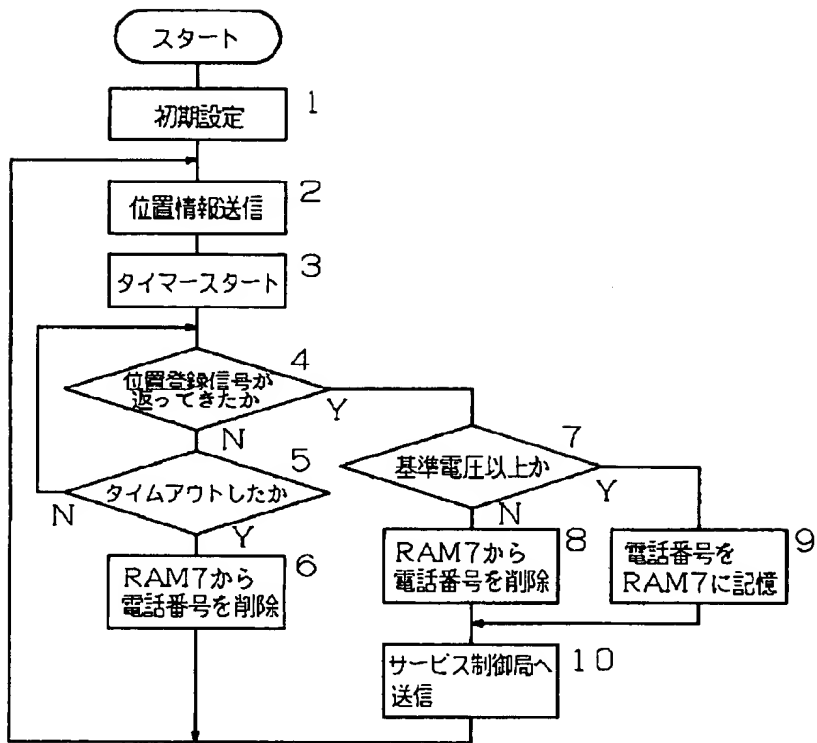 スタート
初期設定
1
位置情報送信
2
タイマースタート
3
位置登録信号が
返ってきたか
4
Y
N
タイムアウトしたか
5
N
Y
RAM7から
電話番号を削除
6
基準電圧以上か
7
Y
N
RAM7から
電話番号を削除
8
電話番号を
RAM7に記憶
9
サービス制御局へ
送信
10